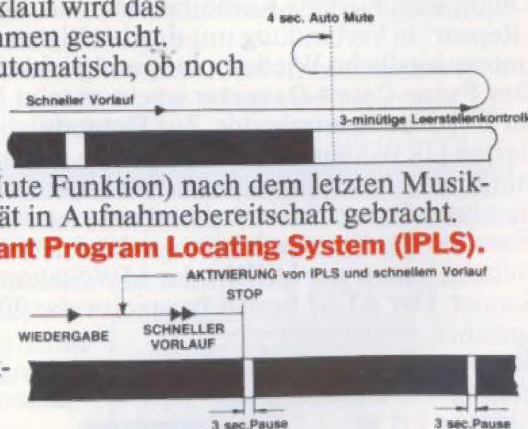 klauf wird das
4 sec. Auto Mute
men gesucht.
utomatisch, ob noch
Schneller Vorlauf
3-minütige Leerstellenkontrolle
ute Funktion) nach dem letzten Musik-
ät in Aufnahmebereitschaft gebracht.
ant Program Locating System (IPLS).
AKTIVIERUNG von IPLS und schnellem Vorlauf
STOP
WIEDERGABE
SCHNELLER
VORLAUF
3 sec.Pause 3 sec.Pause